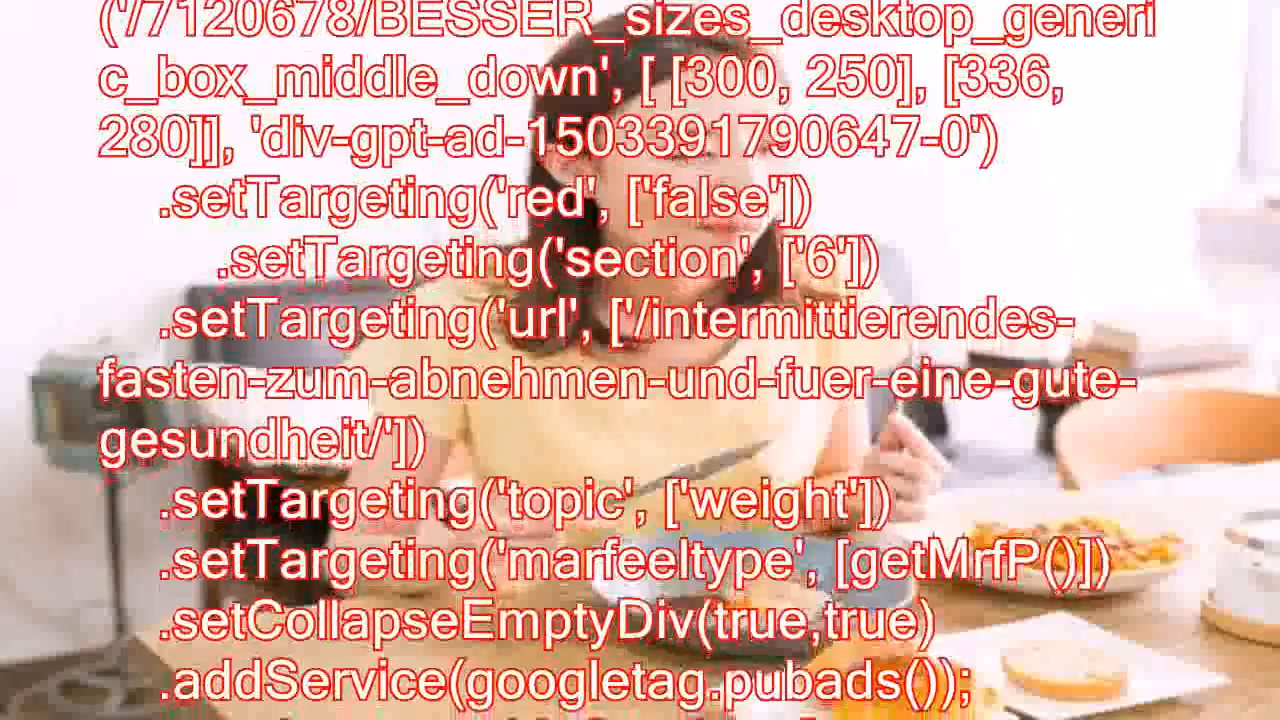 ('/7120678/BESSER_sizes_desktop_generi
c_box_middle_down', [ [300, 250], [336,
280]], 'div-gpt-ad-1503391790647-0')
.setTargeting('red', ['false'])
.setTargeting('section', ['6'])
.setTargeting('url', ['/intermittierendes-
fasten-zum-abnehmen-und-fuer-eine-gute-
gesundheit/'])
.setTargeting('topic', ['weight'])
.setTargeting('marfeeltype', [getMrfP()])
.setCollapseEmptyDiv(true,true)
.addService(googletag.pubads());